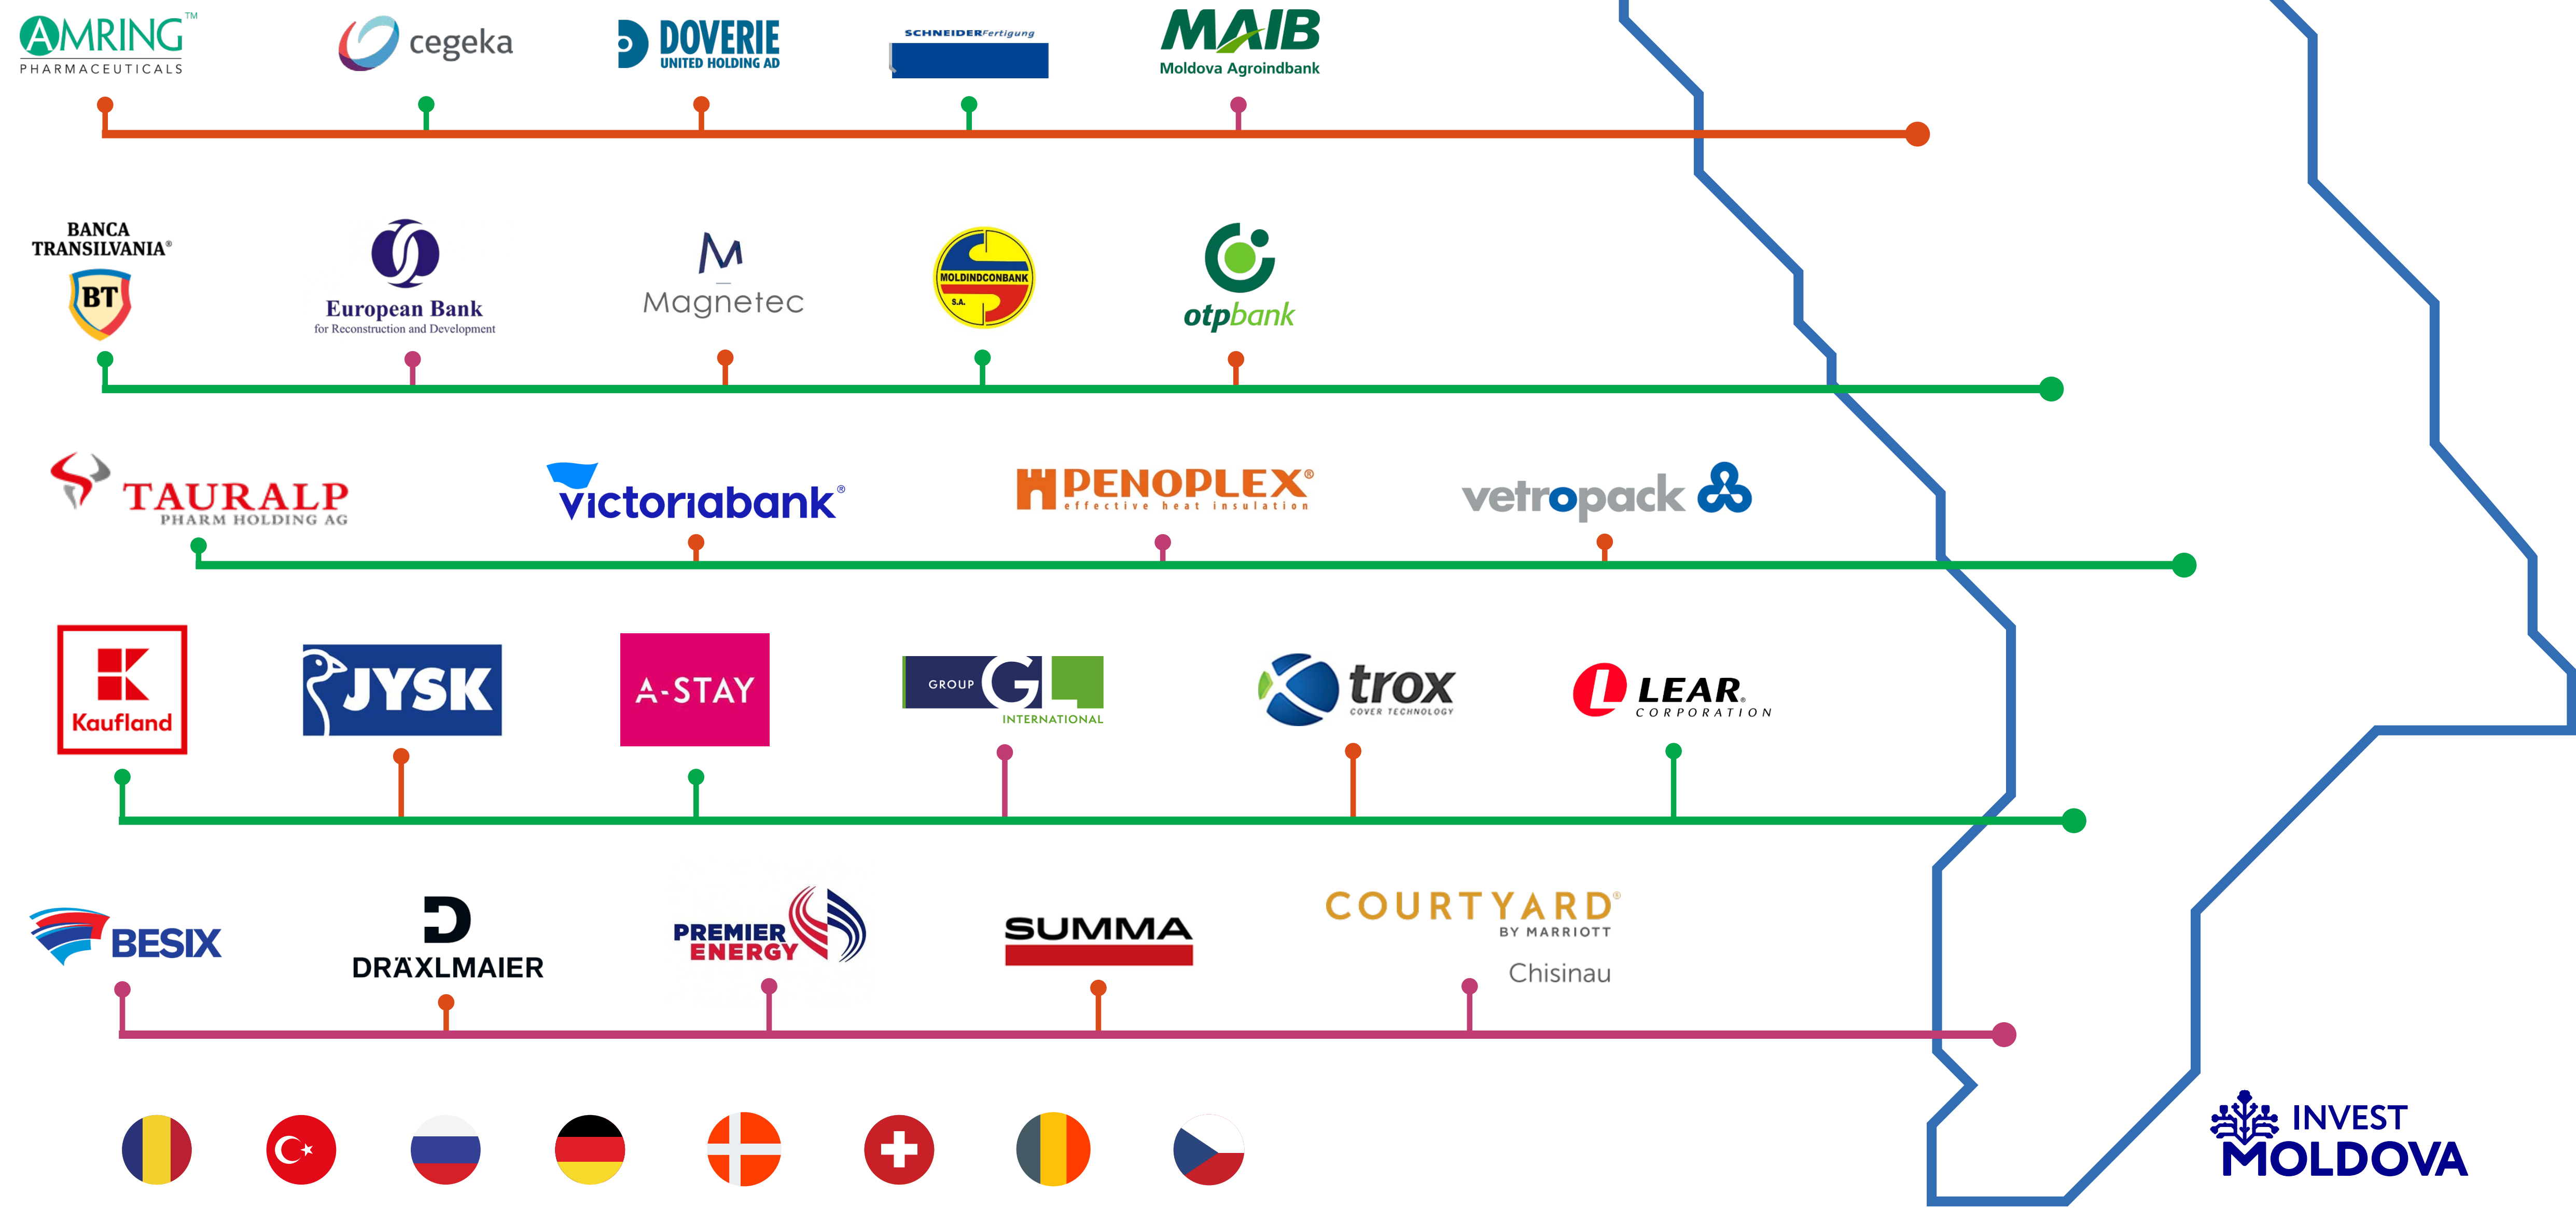 AMRING™
PHARMACEUTICALS
cegeka
DOVERIE
UNITED HOLDING AD
SCHNEIDERFertigung
MAIB
Moldova Agroindbank
BANCA
TRANSILVANIA®
BT
European Bank
for Reconstruction and Development
M
Magnetec
MOLDINDCONBANK
S.A.
otpbank
TAURALP
PHARM HOLDING AG
victoriabank®
PENOPLEX®
effective heat insulation
vetropack
K
Kaufland
JYSK
A-STAY
GROUP GL
INTERNATIONAL
trox
COVER TECHNOLOGY
L LEAR®
CORPORATION
BESIX
D
DRÄXLMAIER
PREMIER
ENERGY
SUMMA
COURTYARD®
BY MARRIOTT
Chisinau
INVEST
MOLDOVA